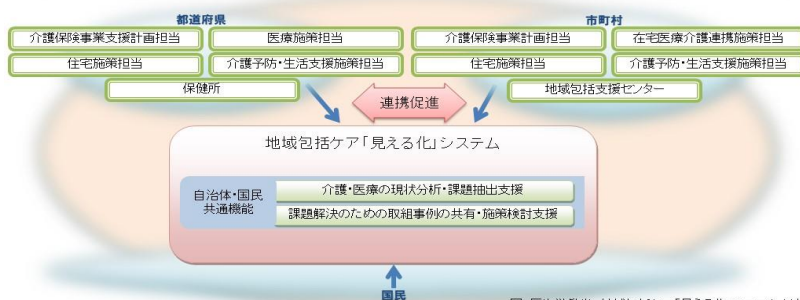 都道府県
市町村
介護保険事業支援計画担当
医療施策担当
介護保険事業計画担当
在宅医療介護連携施策担当
住宅施策担当
介護予防・生活支援施策担当
住宅施策担当
介護予防・生活支援施策担当
保健所
連携促進
地域包括支援センター
地域包括ケア「見える化」システム
自治体・国民
共通機能
介護・医療の現状分析・課題抽出支援
課題解決のための取組事例の共有・施策検討支援
国民